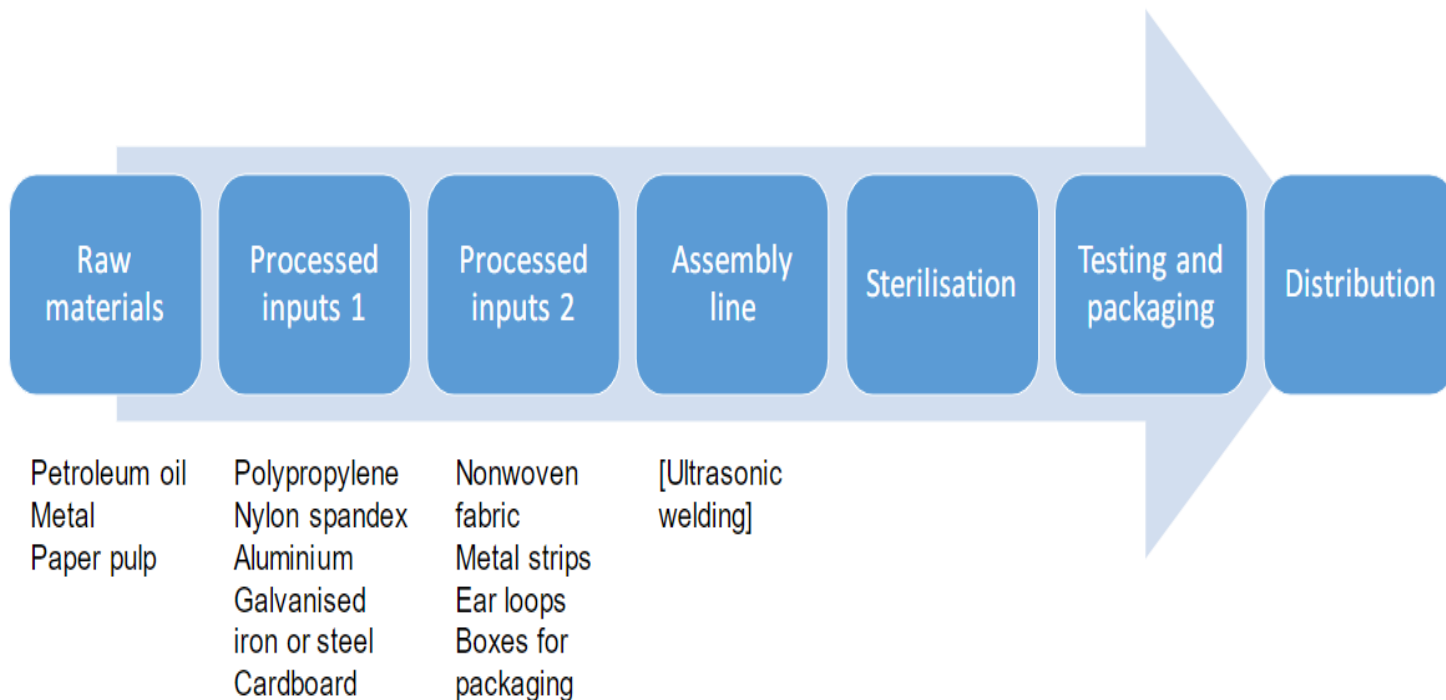 Raw
materials
Processed
inputs 1
Processed
inputs 2
Assembly
line
Sterilisation
Testing and
packaging
Distribution
Petroleum oil
Metal
Paper pulp
Polypropylene
Nylon spandex
Aluminium
Galvanised
iron or steel
Cardboard
Nonwoven
fabric
Metal strips
Ear loops
Boxes for
packaging
[Ultrasonic
welding]